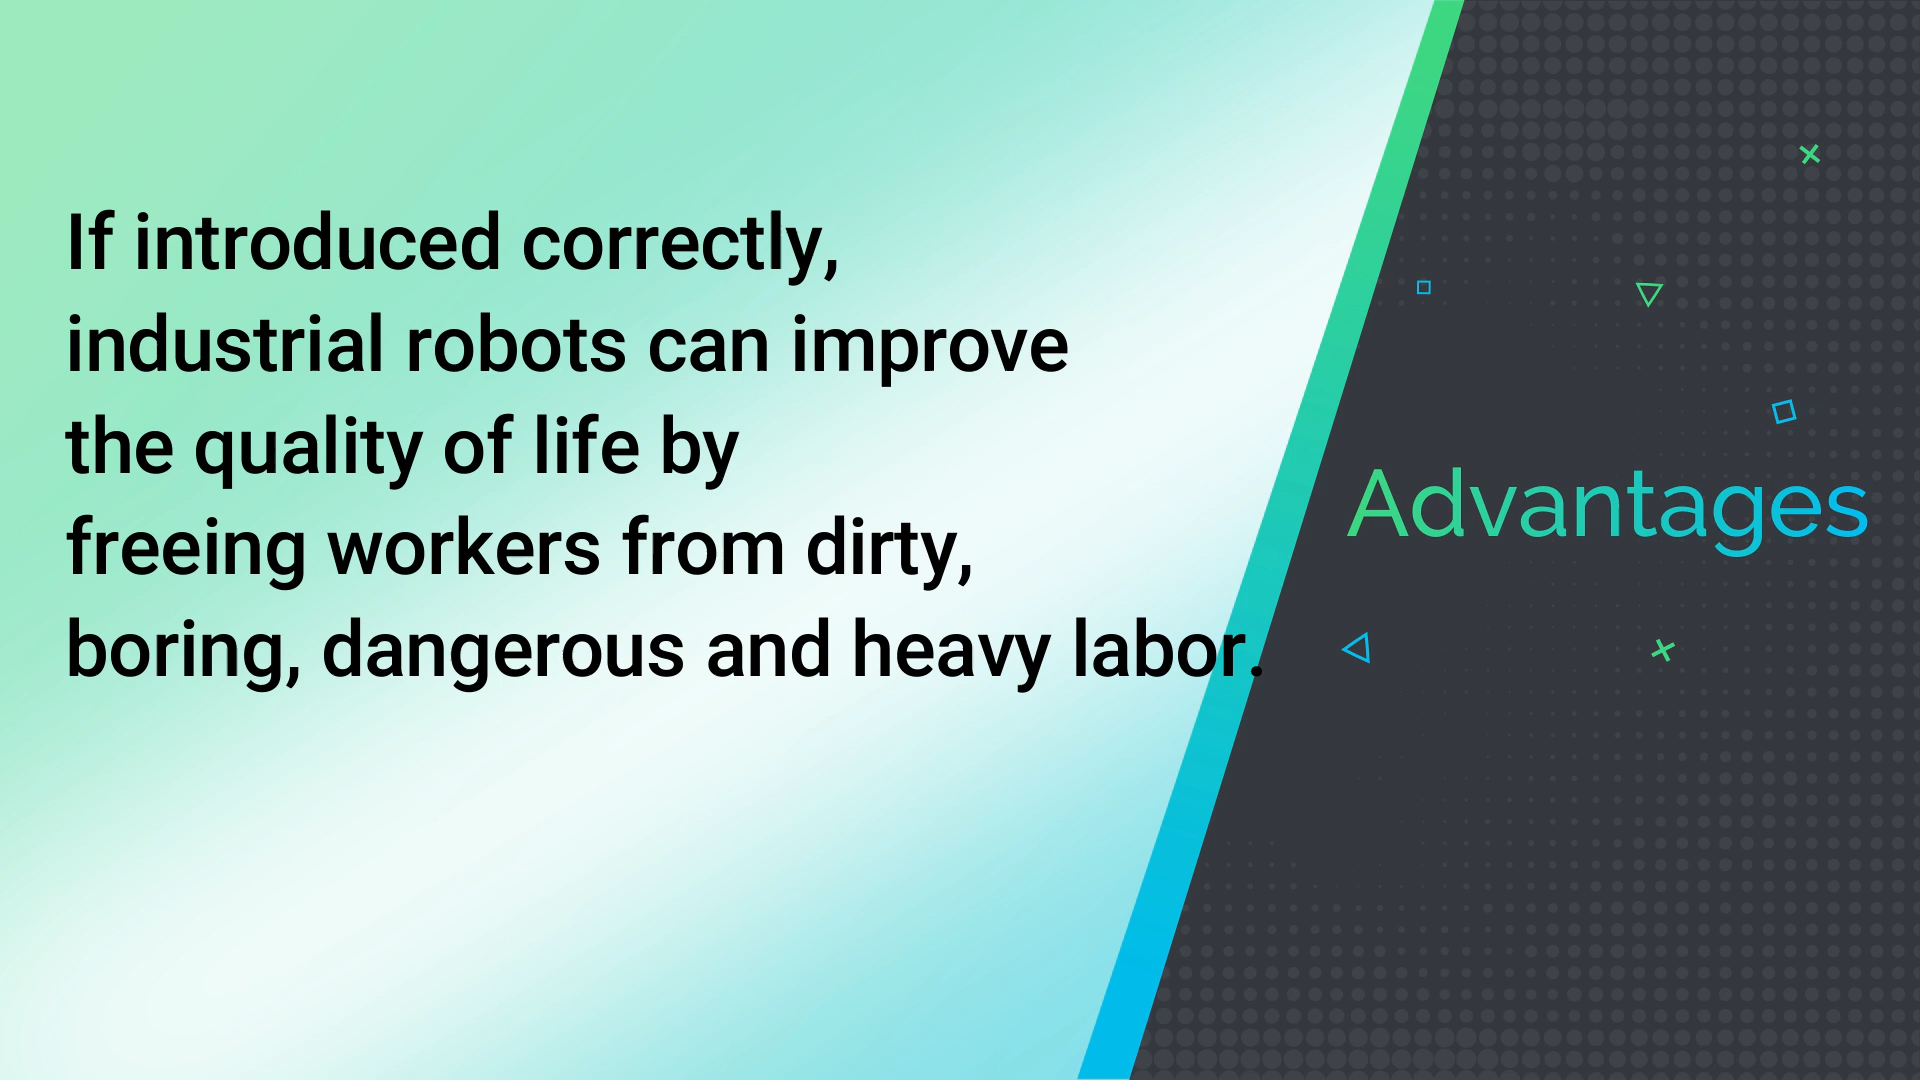 If introduced correctly,
industrial robots can improve
the quality of life by
freeing workers from dirty,
boring, dangerous and heavy labor.
Advantages